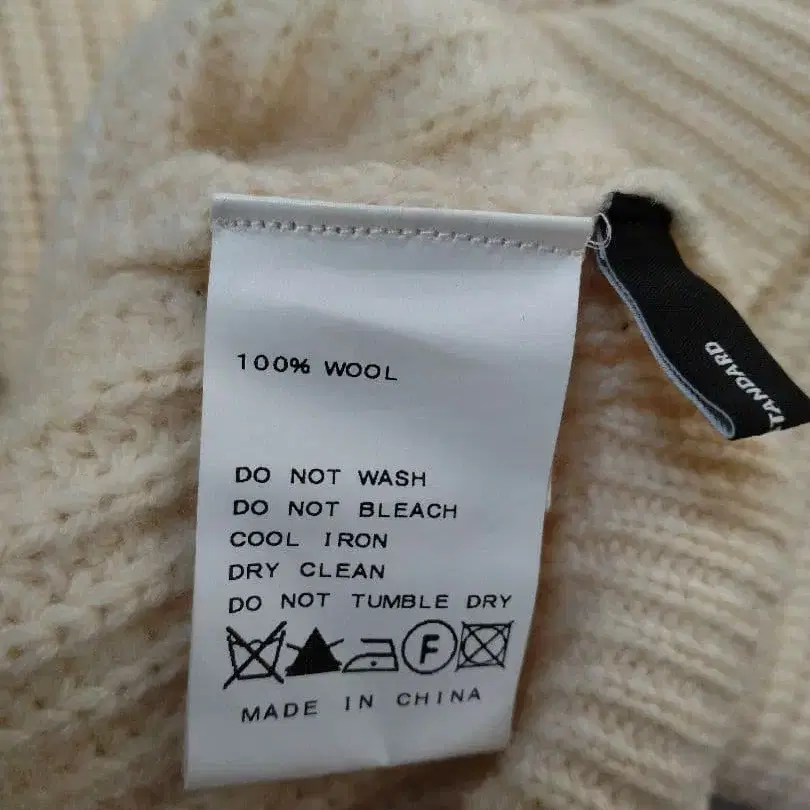 100% WOOL
DO NOT WASH
DO NOT BLEACH
COOL IRON
DRY CLEAN
DO NOT TUMBLE DRY
F
MADE IN CHINA
TANDARD